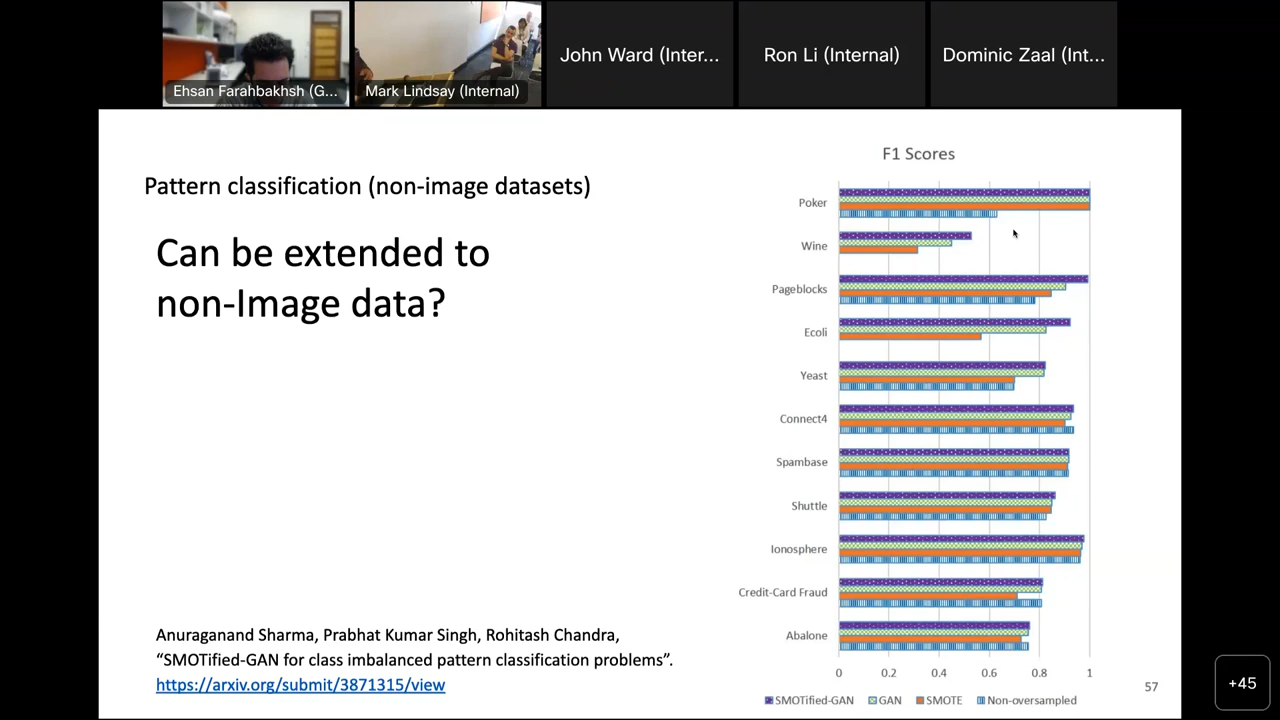 Ehsan Farahbakhsh (G...
Mark Lindsay (Internal)
John Ward (Inter...
Ron Li (Internal)
Dominic Zaal (Int...
Pattern classification (non-image datasets)
Can be extended to
non-Image data?
Anuraganand Sharma, Prabhat Kumar Singh, Rohitash Chandra,
“SMOTified-GAN for class imbalanced pattern classification problems”.
https://arxiv.org/submit/3871315/view
F1 Scores
Poker
Wine
Pageblocks
Ecoli
Yeast
Connect4
Spambase
Shuttle
Ionosphere
Credit-Card Fraud
Abalone
0 0.2 0.4 0.6 0.8 1
SMOTified-GAN GAN SMOTE Non-oversampled
57
+45